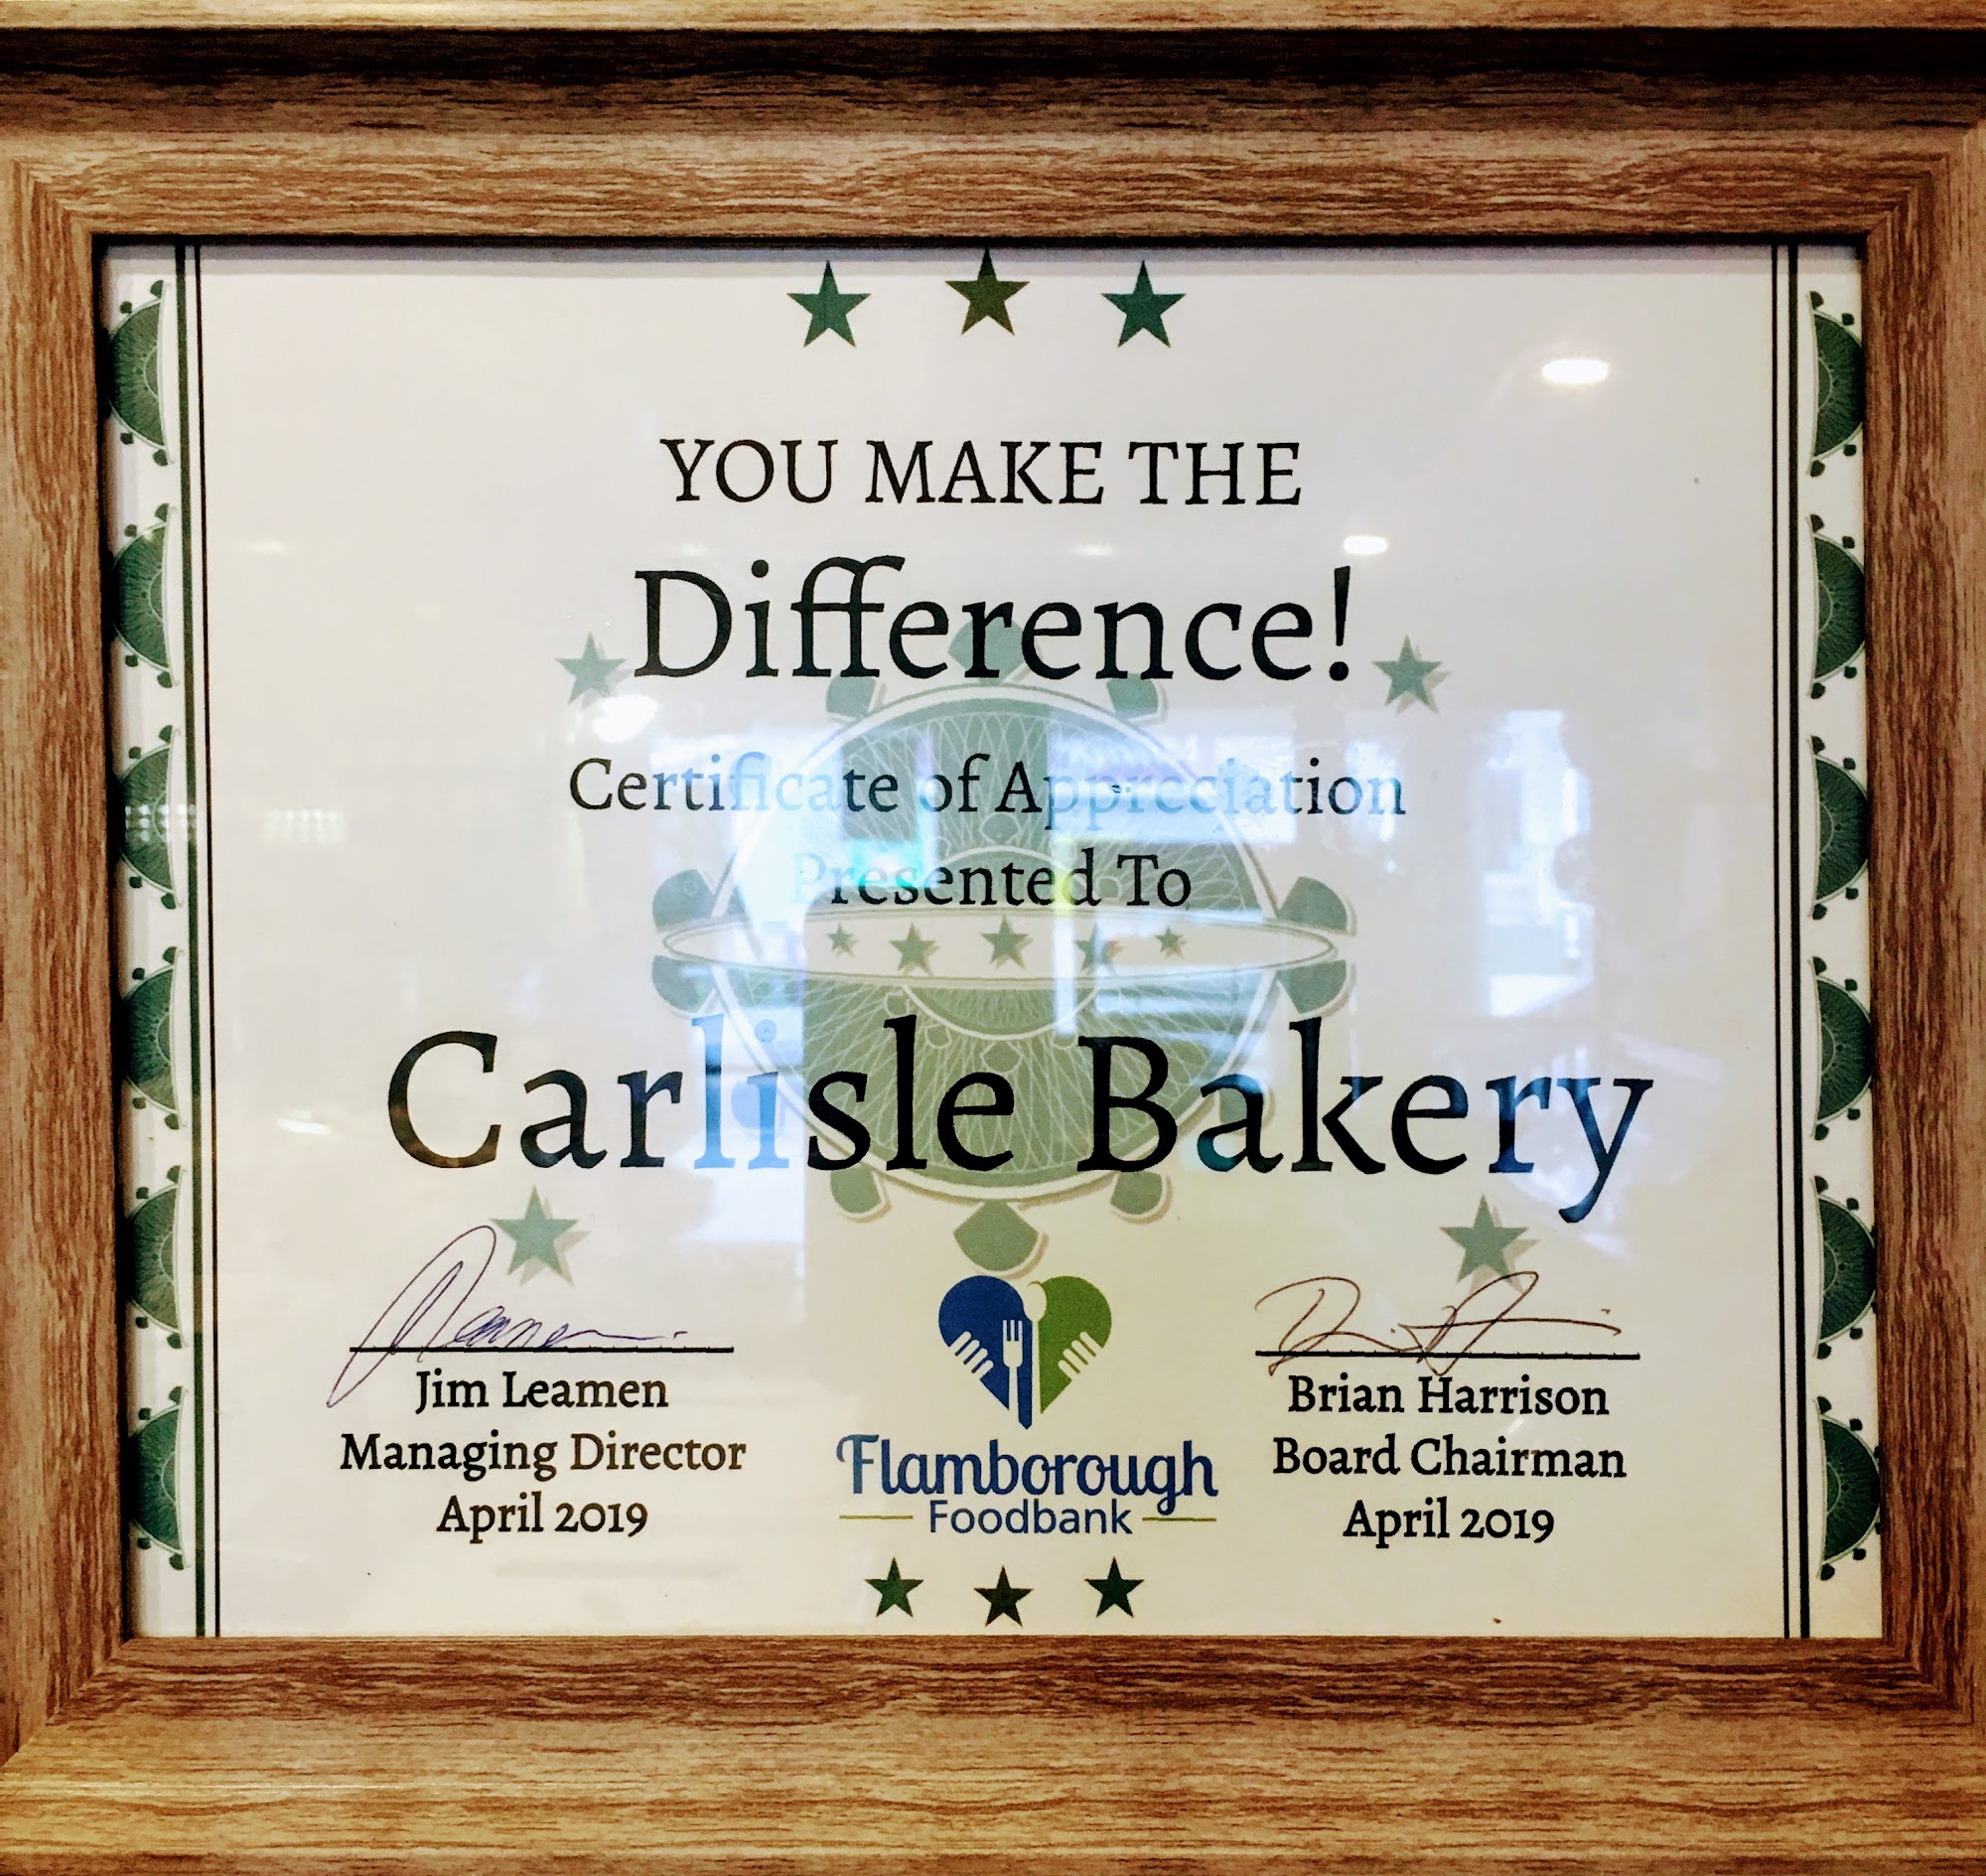 YOU MAKE THE
Difference!
Certificate of Appreciation
Presented To
Carlisle Bakery
Jim Leamen
Managing Director
April 2019
Flamborough
Foodbank
Brian Harrison
Board Chairman
April 2019